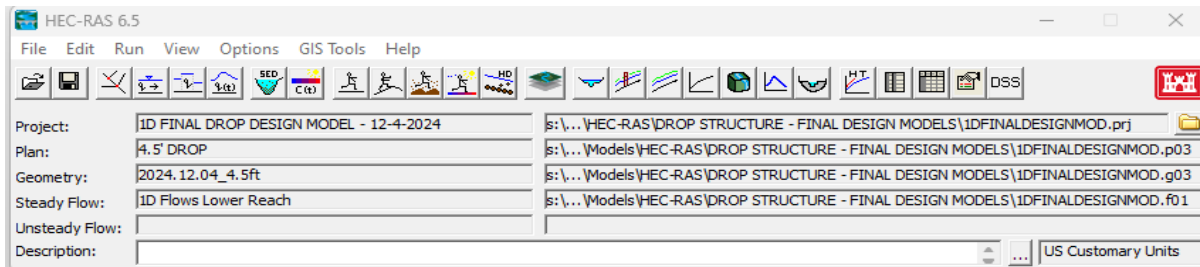 HEC-RAS 6.5
File Edit Run View Options GIS Tools Help
SED C(t) HD HT DSS
Project: 1D FINAL DROP DESIGN MODEL - 12-4-2024 s:\...\HEC-RAS\DROP STRUCTURE - FINAL DESIGN MODELS\1DFINALDESIGNMOD.prj
Plan: 4.5' DROP s:\...\Models\HEC-RAS\DROP STRUCTURE - FINAL DESIGN MODELS\1DFINALDESIGNMOD.p03
Geometry: 2024.12.04_4.5ft s:\...\Models\HEC-RAS\DROP STRUCTURE - FINAL DESIGN MODELS\1DFINALDESIGNMOD.g03
Steady Flow: 1D Flows Lower Reach s:\...\Models\HEC-RAS\DROP STRUCTURE - FINAL DESIGN MODELS\1DFINALDESIGNMOD.f01
Unsteady Flow:
Description: ... US Customary Units